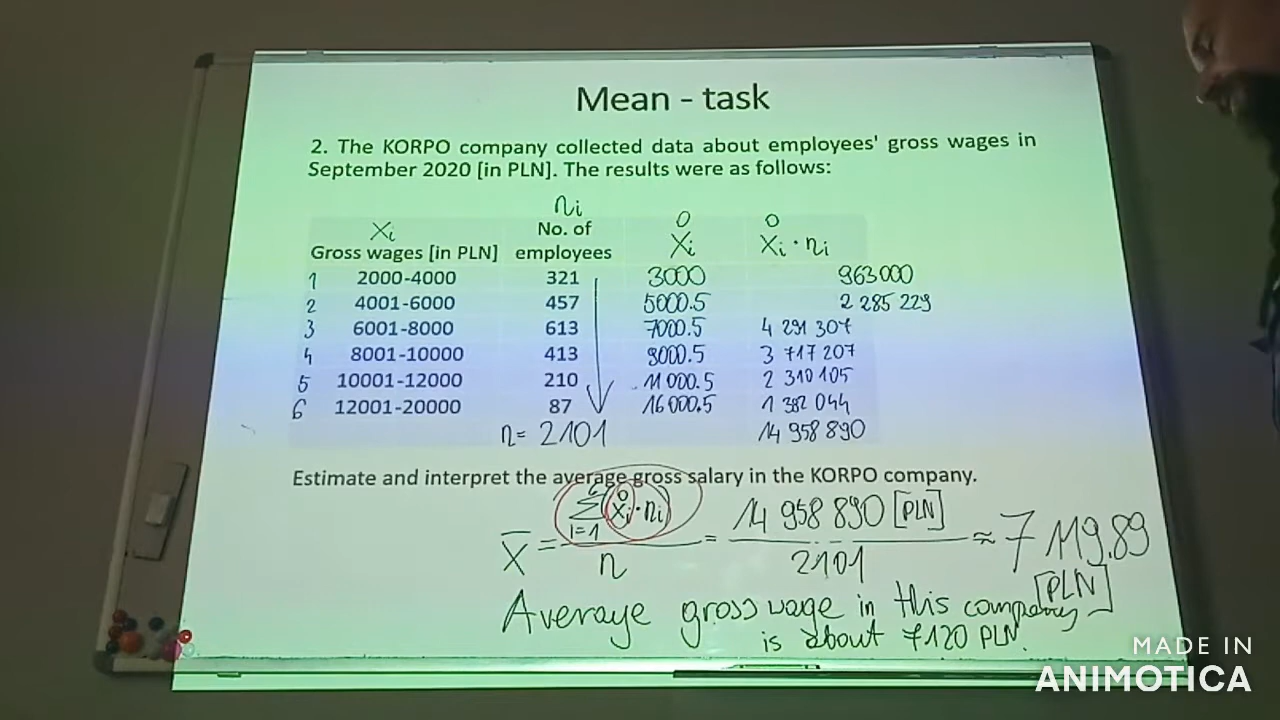 Mean - task
2. The KORPO company collected data about employees' gross wages in
September 2020 [in PLN]. The results were as follows:
xi ni
Gross wages [in PLN] No. of employees x̊i x̊i · ni
1 2000-4000 321 3000 963000
2 4001-6000 457 5000.5 2 285 229
3 6001-8000 613 7000.5 4 291 307
4 8001-10000 413 9000.5 3 717 207
5 10001-12000 210 11 000.5 2 310 105
6 12001-20000 87 16 000.5 1 392 044
n= 2101 14 958 890
Estimate and interpret the average gross salary in the KORPO company.
x̄ = 6 Σ i=1 (x̊i · ni) / n = 14 958 890 [PLN] / 2101 ≈ 7 119.89 [PLN]
Average gross wage in this company
is about 7120 PLN.
MADE IN
ANIMOTICA